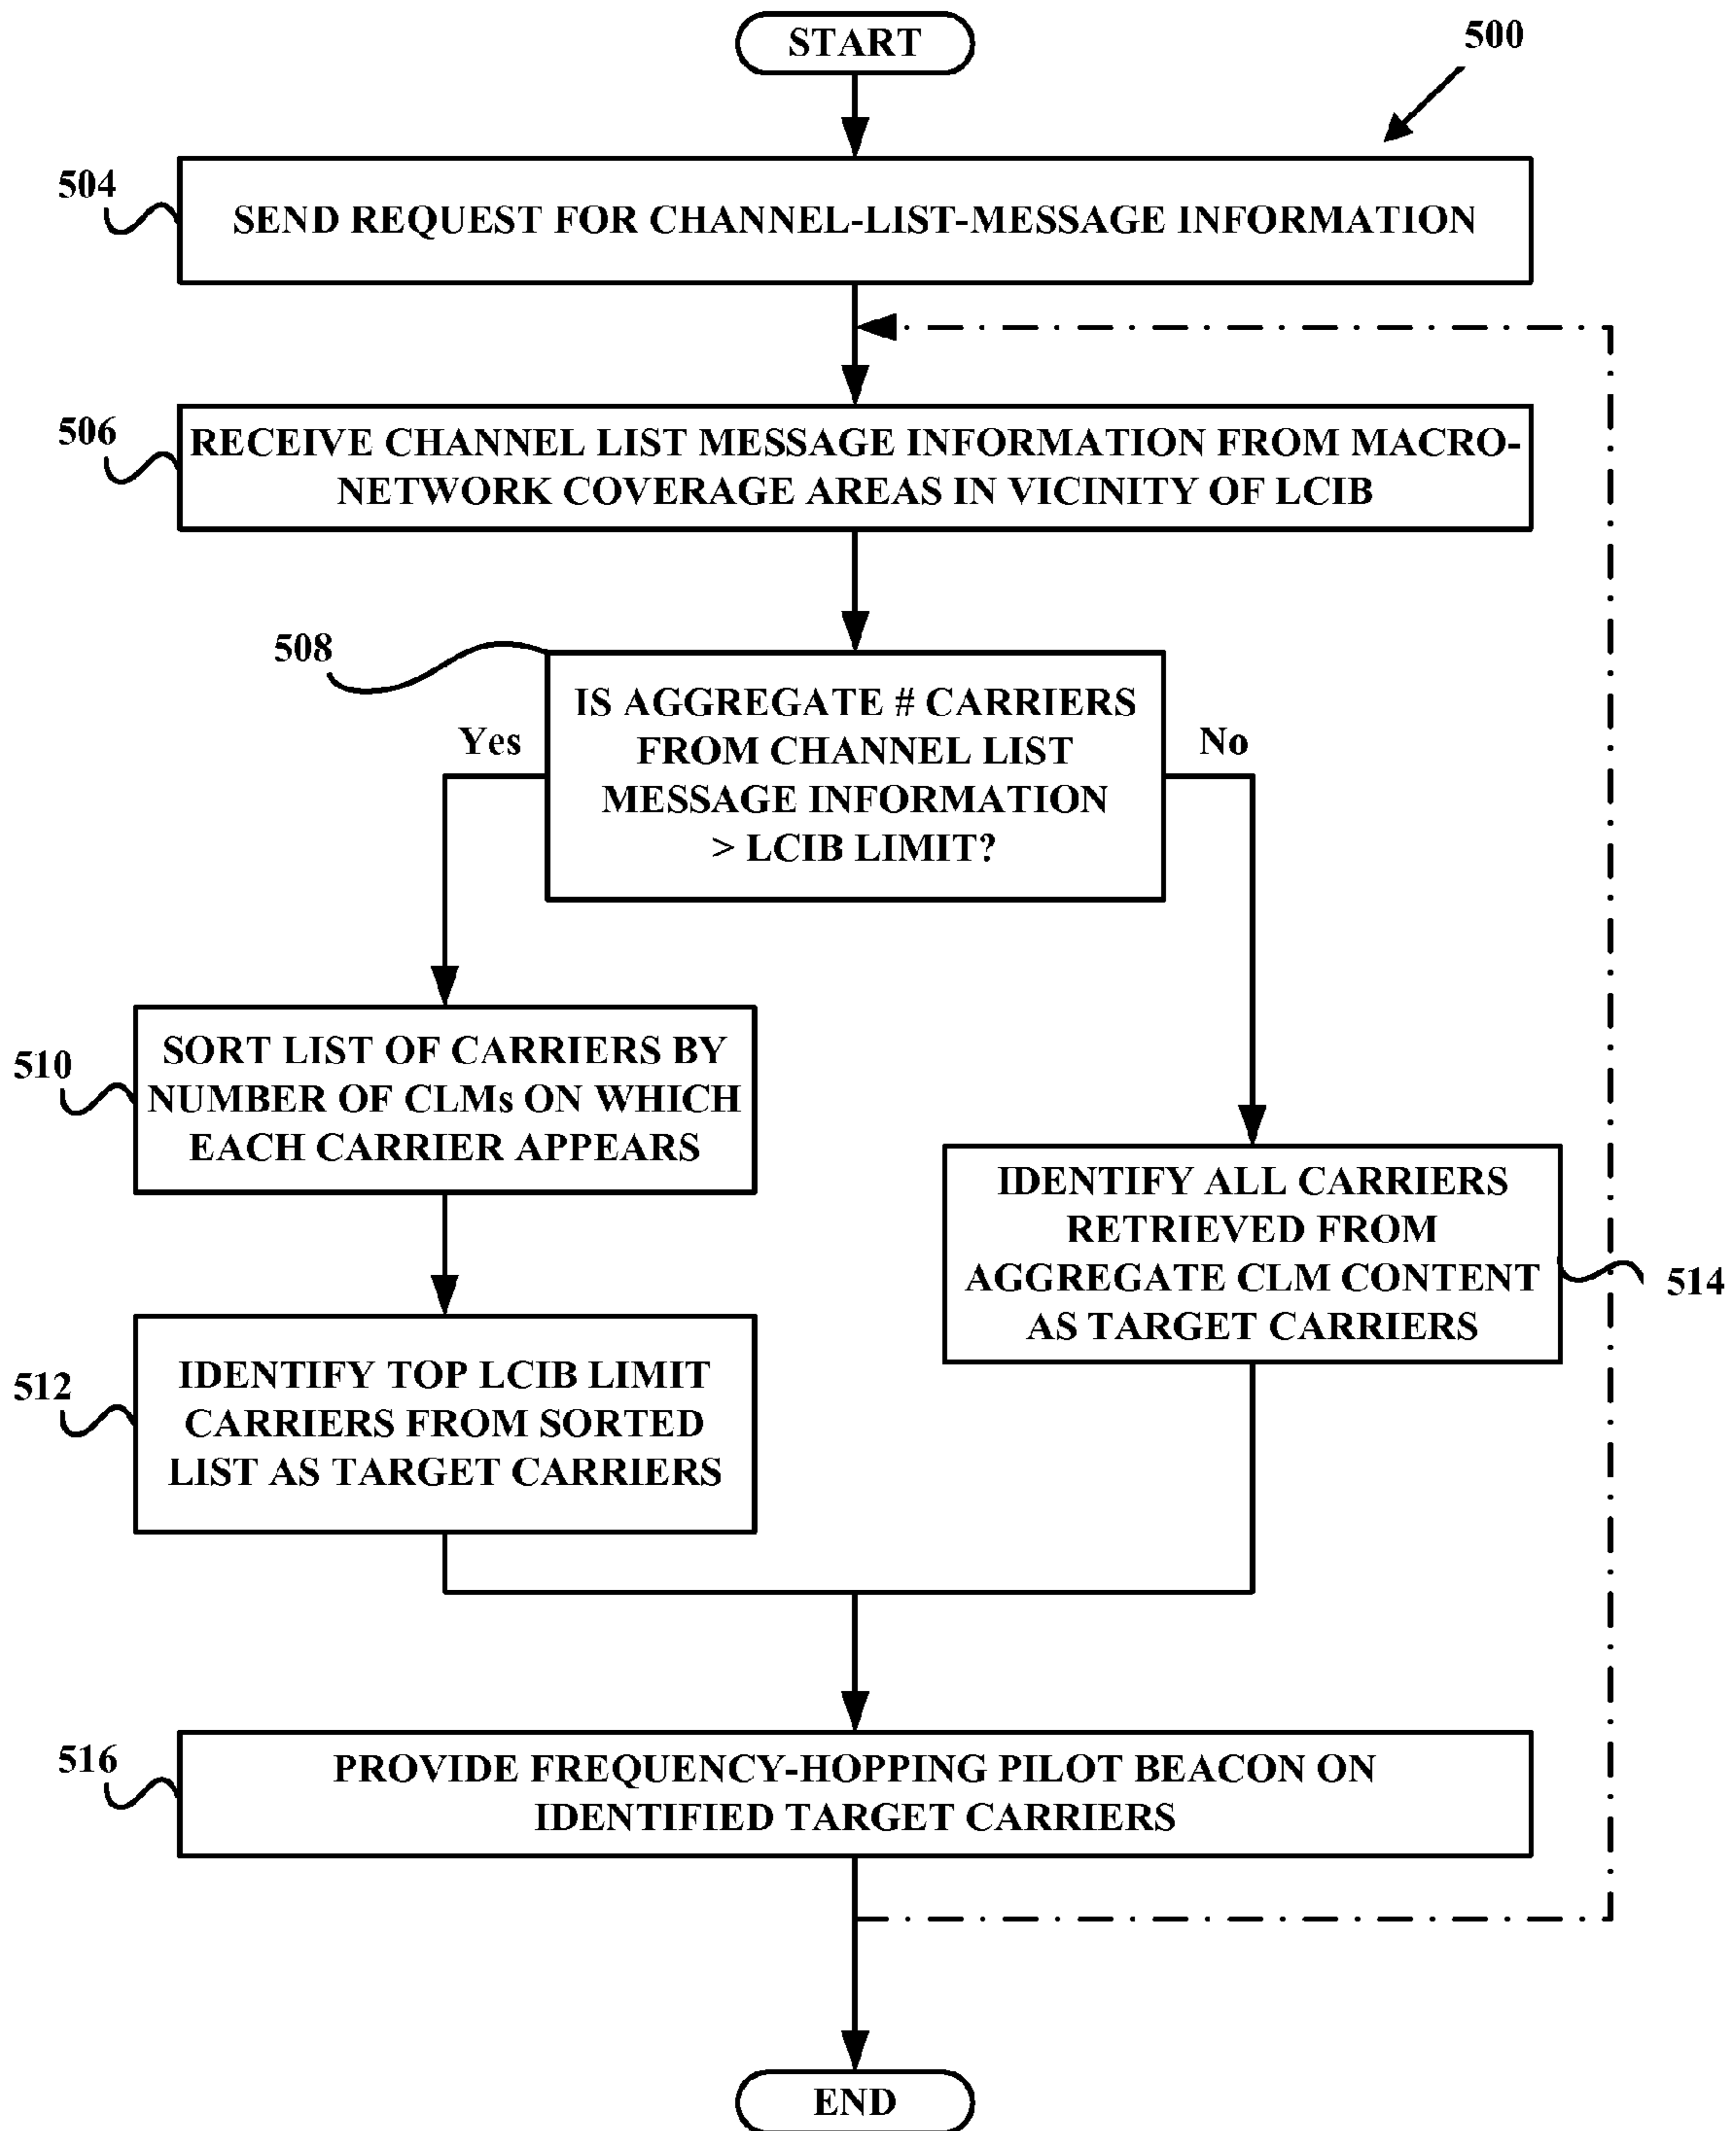 START
500
504
SEND REQUEST FOR CHANNEL-LIST-MESSAGE INFORMATION
506
RECEIVE CHANNEL LIST MESSAGE INFORMATION FROM MACRO-
NETWORK COVERAGE AREAS IN VICINITY OF LCIB
508
IS AGGREGATE # CARRIERS
FROM CHANNEL LIST
MESSAGE INFORMATION
> LCIB LIMIT?
Yes
No
510
SORT LIST OF CARRIERS BY
NUMBER OF CLMs ON WHICH
EACH CARRIER APPEARS
IDENTIFY ALL CARRIERS
RETRIEVED FROM
AGGREGATE CLM CONTENT
AS TARGET CARRIERS
514
512
IDENTIFY TOP LCIB LIMIT
CARRIERS FROM SORTED
LIST AS TARGET CARRIERS
516
PROVIDE FREQUENCY-HOPPING PILOT BEACON ON
IDENTIFIED TARGET CARRIERS
END